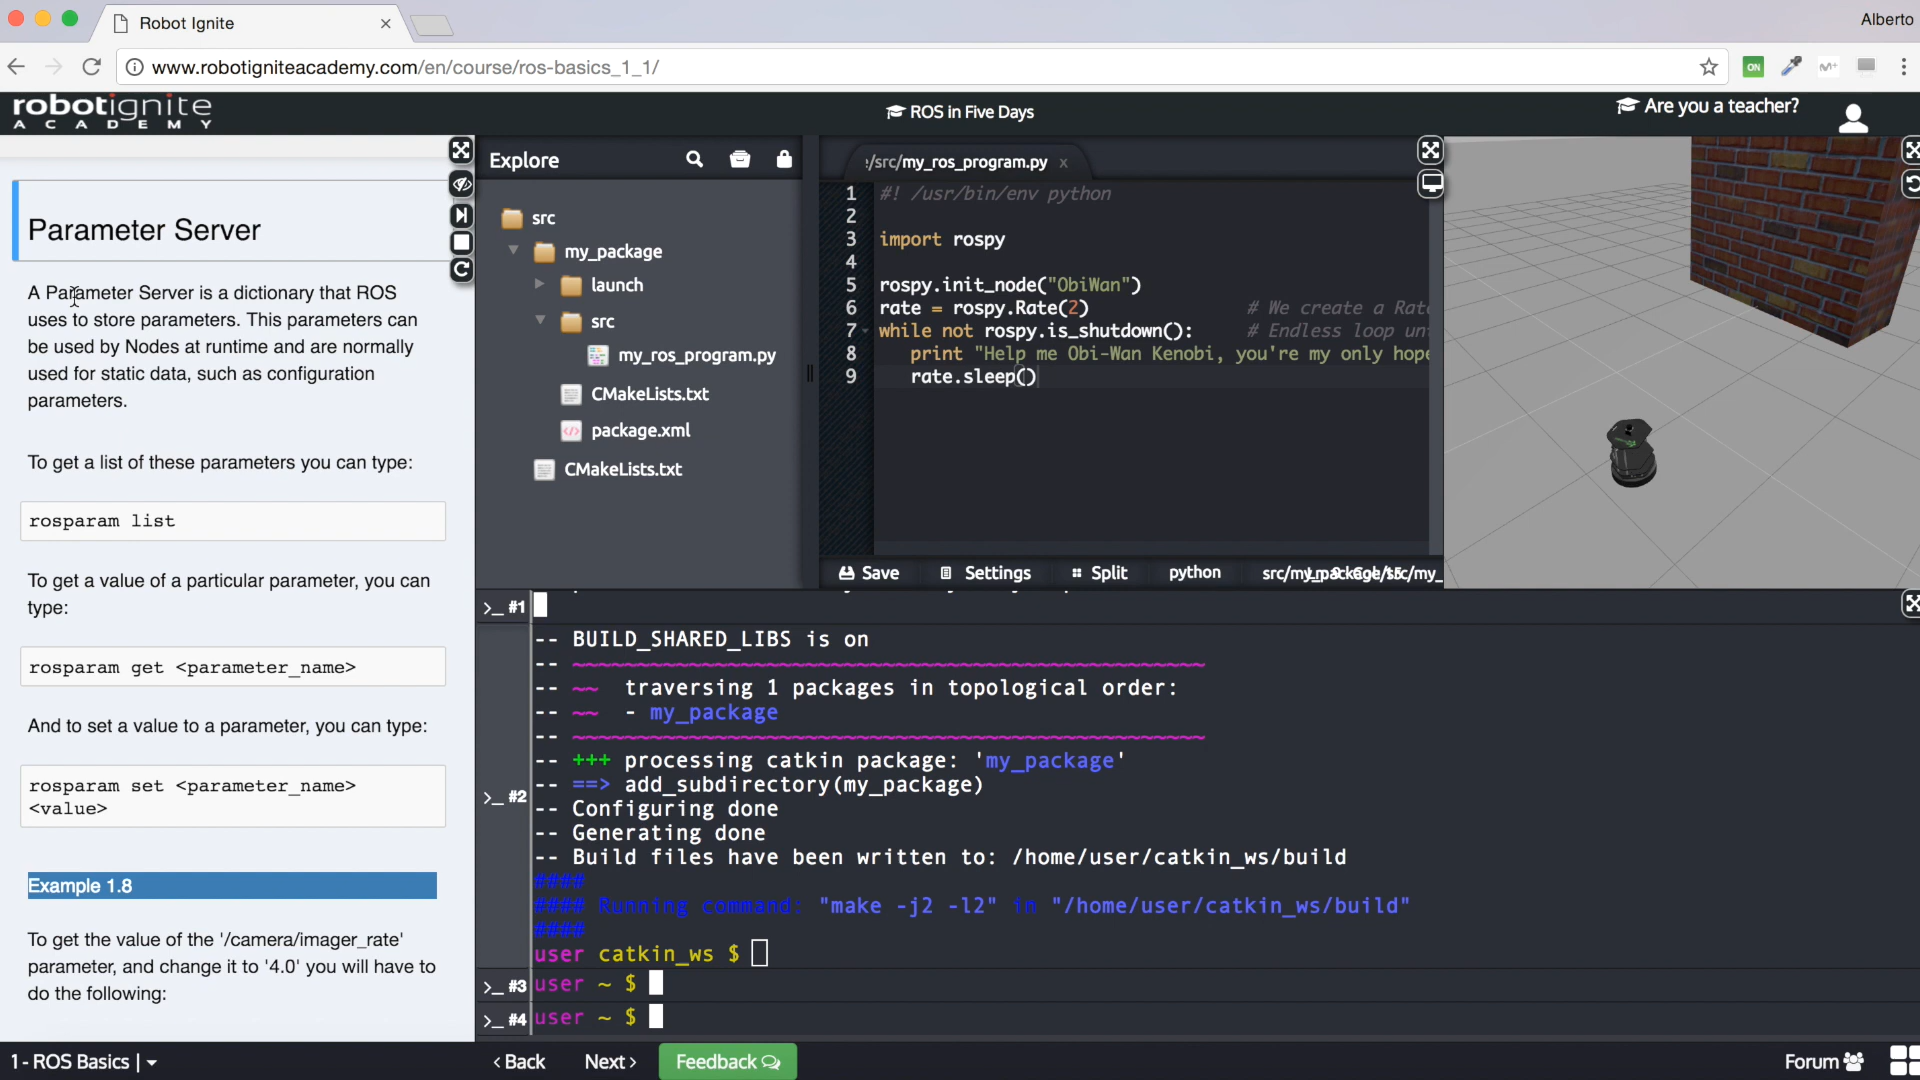 Robot Ignite
Alberto
www.robotigniteacademy.com/en/course/ros-basics_1_1/
ON
robotignite
ACADEMY
ROS in Five Days
Are you a teacher?
Parameter Server
A Parameter Server is a dictionary that ROS
uses to store parameters. This parameters can
be used by Nodes at runtime and are normally
used for static data, such as configuration
parameters.
To get a list of these parameters you can type:
rosparam list
To get a value of a particular parameter, you can
type:
rosparam get <parameter_name>
And to set a value to a parameter, you can type:
rosparam set <parameter_name>
<value>
Example 1.8
To get the value of the '/camera/imager_rate'
parameter, and change it to '4.0' you will have to
do the following:
Explore
src
my_package
launch
src
my_ros_program.py
CMakeLists.txt
package.xml
CMakeLists.txt
:/src/my_ros_program.py x
1 #! /usr/bin/env python
2
3 import rospy
4
5 rospy.init_node("ObiWan")
6 rate = rospy.Rate(2) # We create a Rat
7 while not rospy.is_shutdown(): # Endless loop un
8 print "Help me Obi-Wan Kenobi, you're my only hope
9 rate.sleep()
Save Settings Split python
>_ #1
-- BUILD_SHARED_LIBS is on
-- ~~~~~~~~~~~~~~~~~~~~~~~~~~~~~~~~~~~~~~~~~~~~~~~~~
-- ~~ traversing 1 packages in topological order:
-- ~~ - my_package
-- ~~~~~~~~~~~~~~~~~~~~~~~~~~~~~~~~~~~~~~~~~~~~~~~~~
-- +++ processing catkin package: 'my_package'
-- ==> add_subdirectory(my_package)
>_ #2
-- Configuring done
-- Generating done
-- Build files have been written to: /home/user/catkin_ws/build
####
#### Running command: "make -j2 -l2" in "/home/user/catkin_ws/build"
####
user catkin_ws $
>_ #3 user ~ $
>_ #4 user ~ $
1 - ROS Basics |
< Back Next > Feedback
Forum